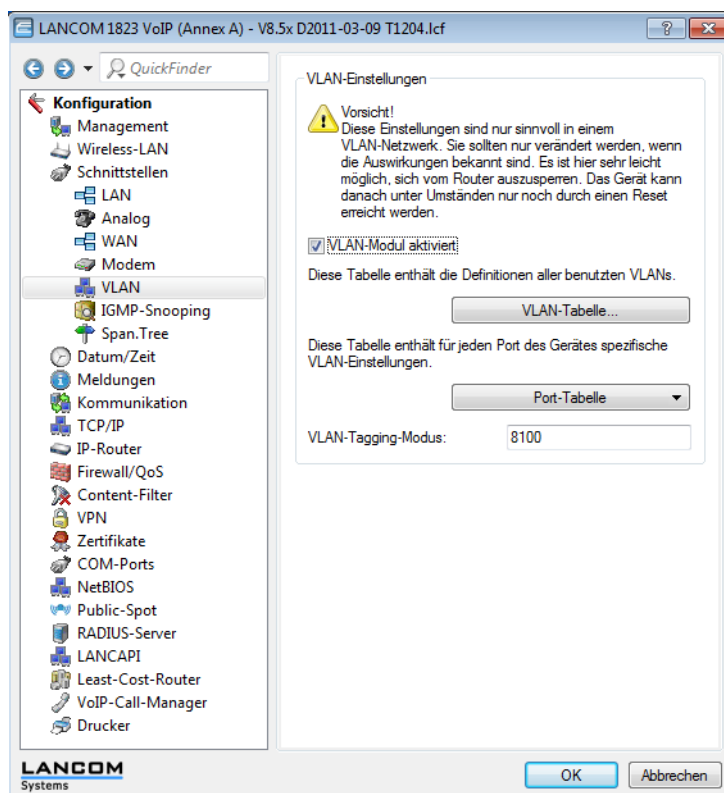 LANCOM 1823 VoIP (Annex A) - V8.5x D2011-03-09 T1204.lcf
QuickFinder
Konfiguration
Management
Wireless-LAN
Schnittstellen
LAN
Analog
WAN
Modem
VLAN
IGMP-Snooping
Span.Tree
Datum/Zeit
Meldungen
Kommunikation
TCP/IP
IP-Router
Firewall/QoS
Content-Filter
VPN
Zertifikate
COM-Ports
NetBIOS
Public-Spot
RADIUS-Server
LANCAPI
Least-Cost-Router
VoIP-Call-Manager
Drucker
VLAN-Einstellungen
Vorsicht!
Diese Einstellungen sind nur sinnvoll in einem
VLAN-Netzwerk. Sie sollten nur verändert werden, wenn
die Auswirkungen bekannt sind. Es ist hier sehr leicht
möglich, sich vom Router auszusperren. Das Gerät kann
danach unter Umständen nur noch durch einen Reset
erreicht werden.
VLAN-Modul aktiviert
Diese Tabelle enthält die Definitionen aller benutzten VLANs.
VLAN-Tabelle...
Diese Tabelle enthält für jeden Port des Gerätes spezifische
VLAN-Einstellungen.
Port-Tabelle
VLAN-Tagging-Modus: 8100
LANCOM
Systems
OK Abbrechen